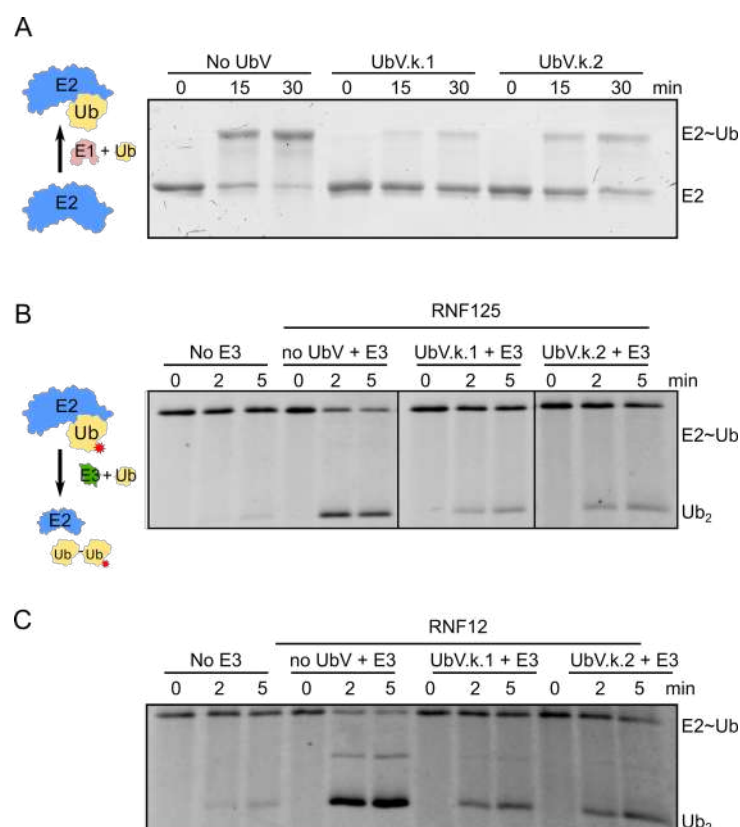 A
No UbV UbV.k.1 UbV.k.2
0 15 30 0 15 30 0 15 30 min
E2
Ub
E1 + Ub
E2
E2~Ub
E2
B
RNF125
No E3 no UbV + E3 UbV.k.1 + E3 UbV.k.2 + E3
0 2 5 0 2 5 0 2 5 0 2 5 min
E2
Ub
E3 + Ub
E2
Ub - Ub
E2~Ub
Ub2
C
RNF12
No E3 no UbV + E3 UbV.k.1 + E3 UbV.k.2 + E3
0 2 5 0 2 5 0 2 5 0 2 5 min
E2~Ub
Ub2